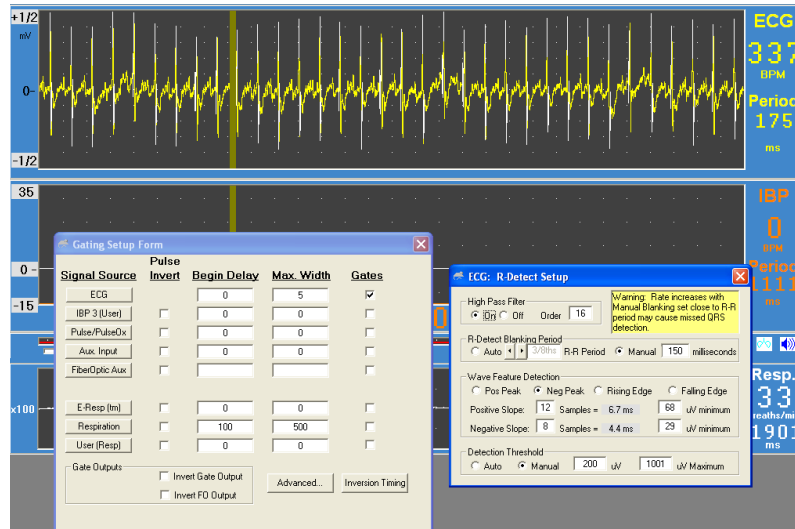 +1/2
mV
0-
-1/2
ECG
337
BPM
Period
175
ms
35
0 -
-15
IBP
0
BPM
Period
1111
ms
Gating Setup Form
Pulse
Signal Source Invert Begin Delay Max. Width Gates
ECG 0 5
IBP 3 (User) 0 0
Pulse/PulseOx 0 0
Aux. Input 0 0
FiberOptic Aux
E-Resp (tm) 0 0
Respiration 100 500
User (Resp) 0 0
Gate Outputs
Invert Gate Output
Invert FO Output
Advanced...
Inversion Timing
0
ECG: R-Detect Setup
High Pass Filter
On Off Order 16
Warning: Rate increases with
Manual Blanking set close to R-R
period may cause missed QRS
detection.
R-Detect Blanking Period
Auto 3/8ths R-R Period Manual 150 milliseconds
Wave Feature Detection
Pos Peak Neg Peak Rising Edge Falling Edge
Positive Slope: 12 Samples = 6.7 ms 68 uV minimum
Negative Slope: 8 Samples = 4.4 ms 29 uV minimum
Detection Threshold
Auto Manual 200 uV 1001 uV Maximum
x100
Resp.
33
reaths/mi
1901
ms